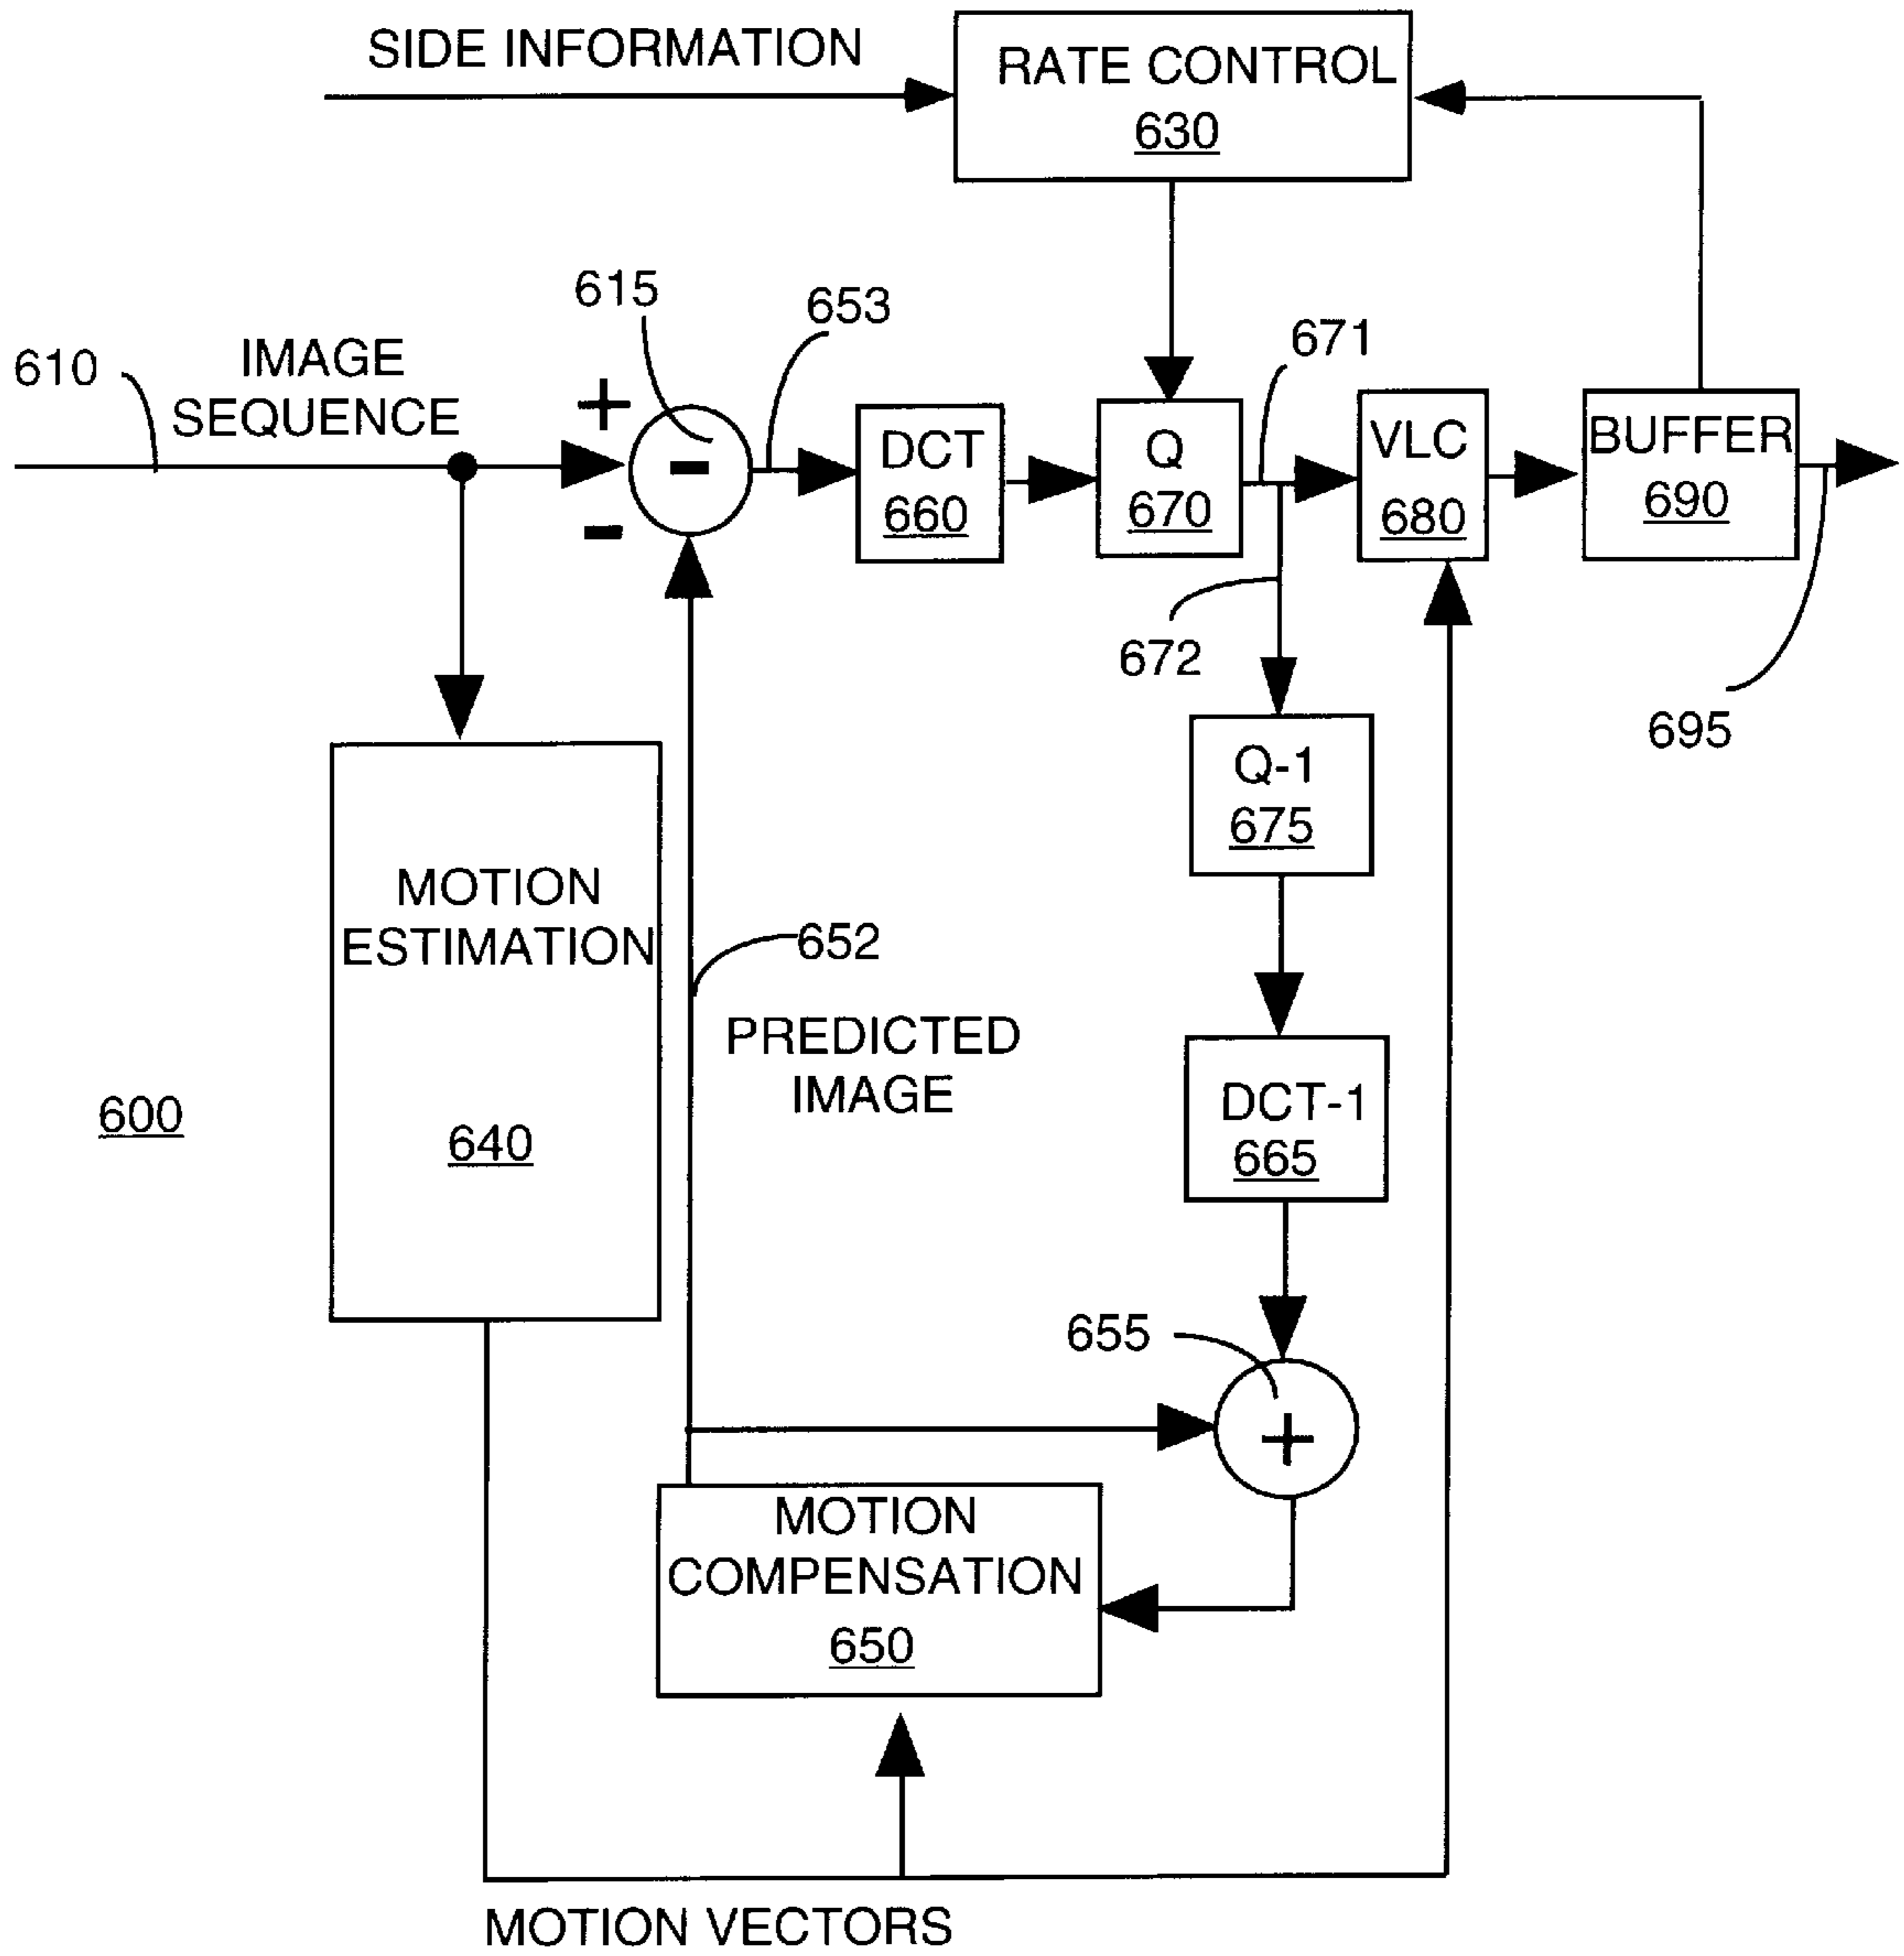 SIDE INFORMATION
RATE CONTROL
630
615
653
671
610
IMAGE
SEQUENCE
+
-
-
DCT
660
Q
670
VLC
680
BUFFER
690
672
695
Q-1
675
MOTION
ESTIMATION
640
652
PREDICTED
IMAGE
600
DCT-1
665
655
+
MOTION
COMPENSATION
650
MOTION VECTORS